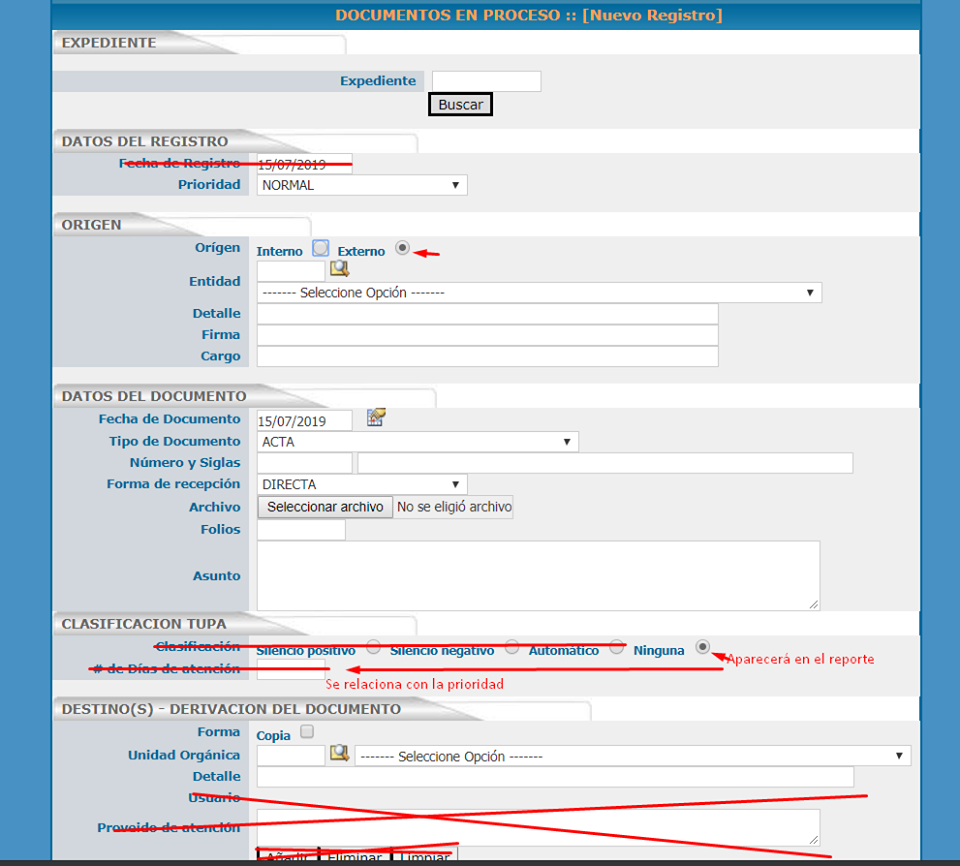 DOCUMENTOS EN PROCESO :: [Nuevo Registro]
EXPEDIENTE
Expediente
Buscar
DATOS DEL REGISTRO
Fecha de Registro 15/07/2019
Prioridad NORMAL
ORIGEN
Orígen Interno Externo
Entidad
------- Seleccione Opción -------
Detalle
Firma
Cargo
DATOS DEL DOCUMENTO
Fecha de Documento 15/07/2019
Tipo de Documento ACTA
Número y Siglas
Forma de recepción DIRECTA
Archivo Seleccionar archivo No se eligió archivo
Folios
Asunto
CLASIFICACION TUPA
Clasificación Silencio positivo Silencio negativo Automatico Ninguna
Aparecerá en el reporte
# de Días de atención
Se relaciona con la prioridad
DESTINO(S) - DERIVACION DEL DOCUMENTO
Forma Copia
Unidad Orgánica ------- Seleccione Opción -------
Detalle
Usuario
Proveido de atención
Añadir Eliminar Limpiar